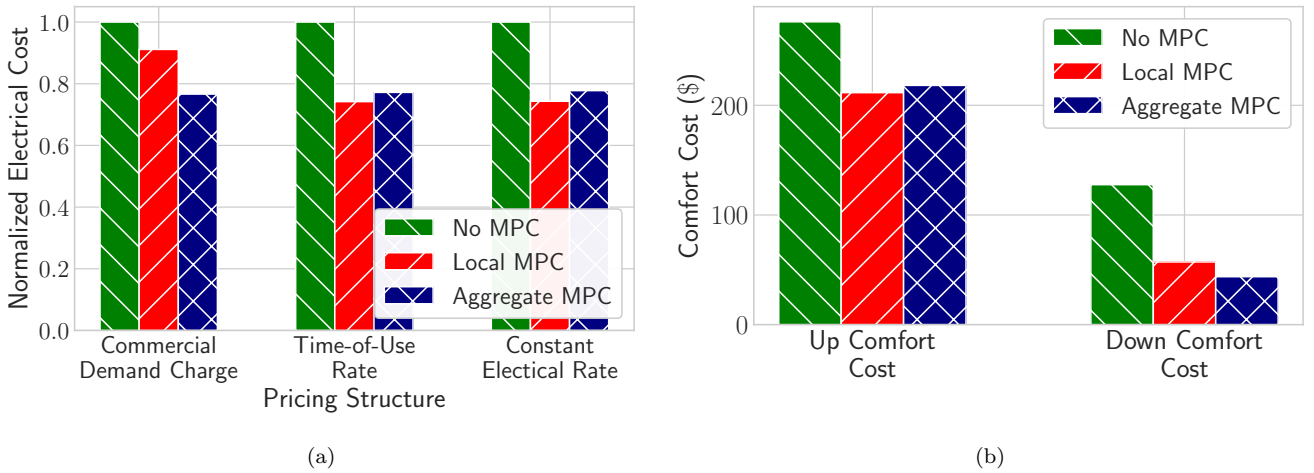 Normalized Electrical Cost
1.0
0.8
0.6
0.4
0.2
0.0
No MPC
Local MPC
Aggregate MPC
Commercial
Demand Charge
Time-of-Use
Rate
Constant
Electical Rate
Pricing Structure
(a)
Comfort Cost ($)
200
100
0
No MPC
Local MPC
Aggregate MPC
Up Comfort
Cost
Down Comfort
Cost
(b)